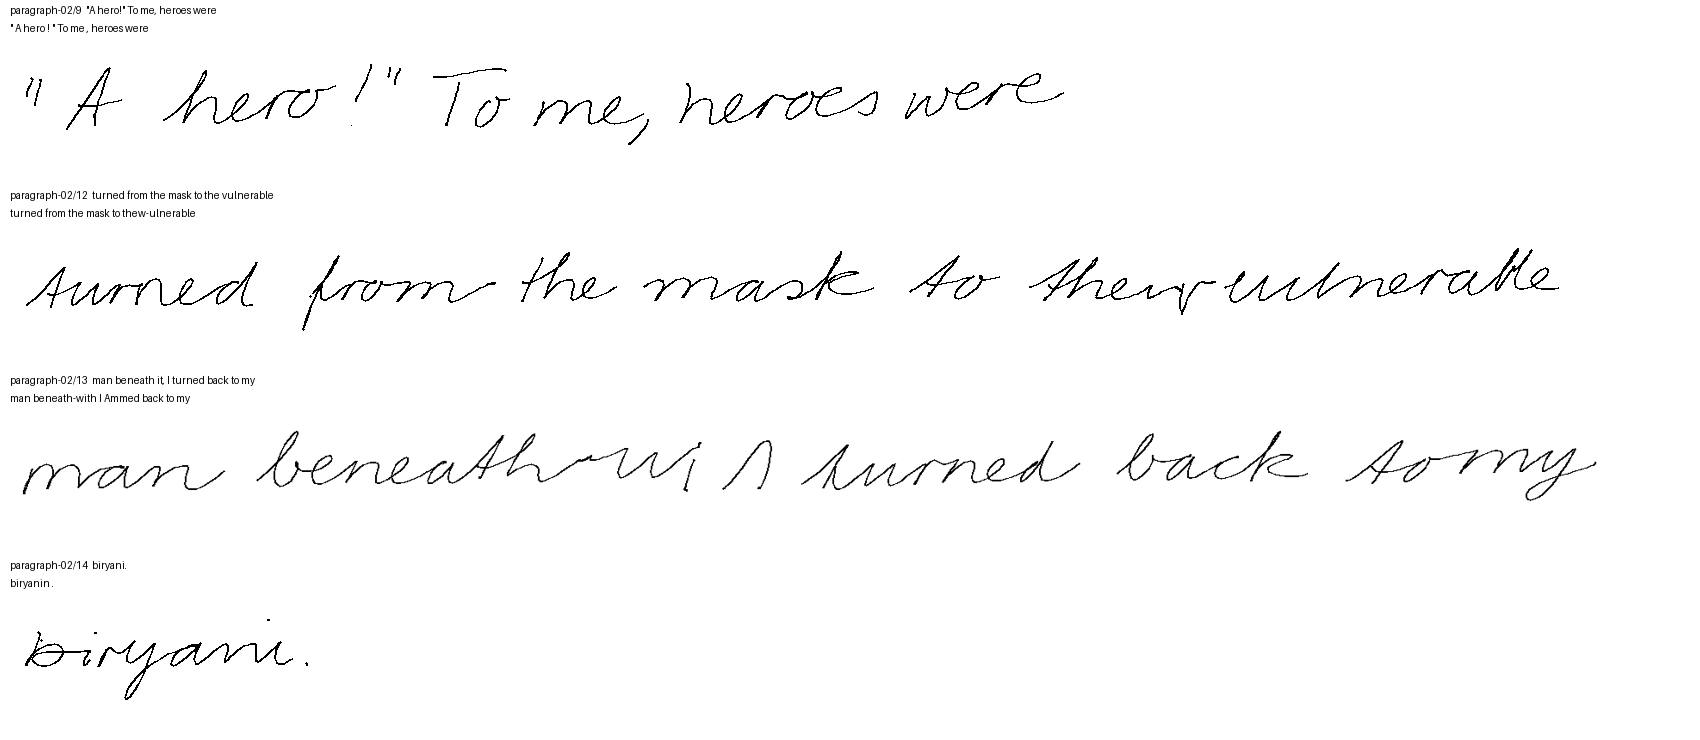 paragraph-02/9 "A hero!" To me, heroes were
" A hero ! " To me , heroes were
" A hero!" To me, heroes were
paragraph-02/12 turned from the mask to the vulnerable
turned from the mask to thew-ulnerable
turned from the mask to the vulnerable
paragraph-02/13 man beneath it, I turned back to my
man beneath-with I Ammed back to my
man beneath turned back to my
paragraph-02/14 biryani.
biryanin .
biryani.